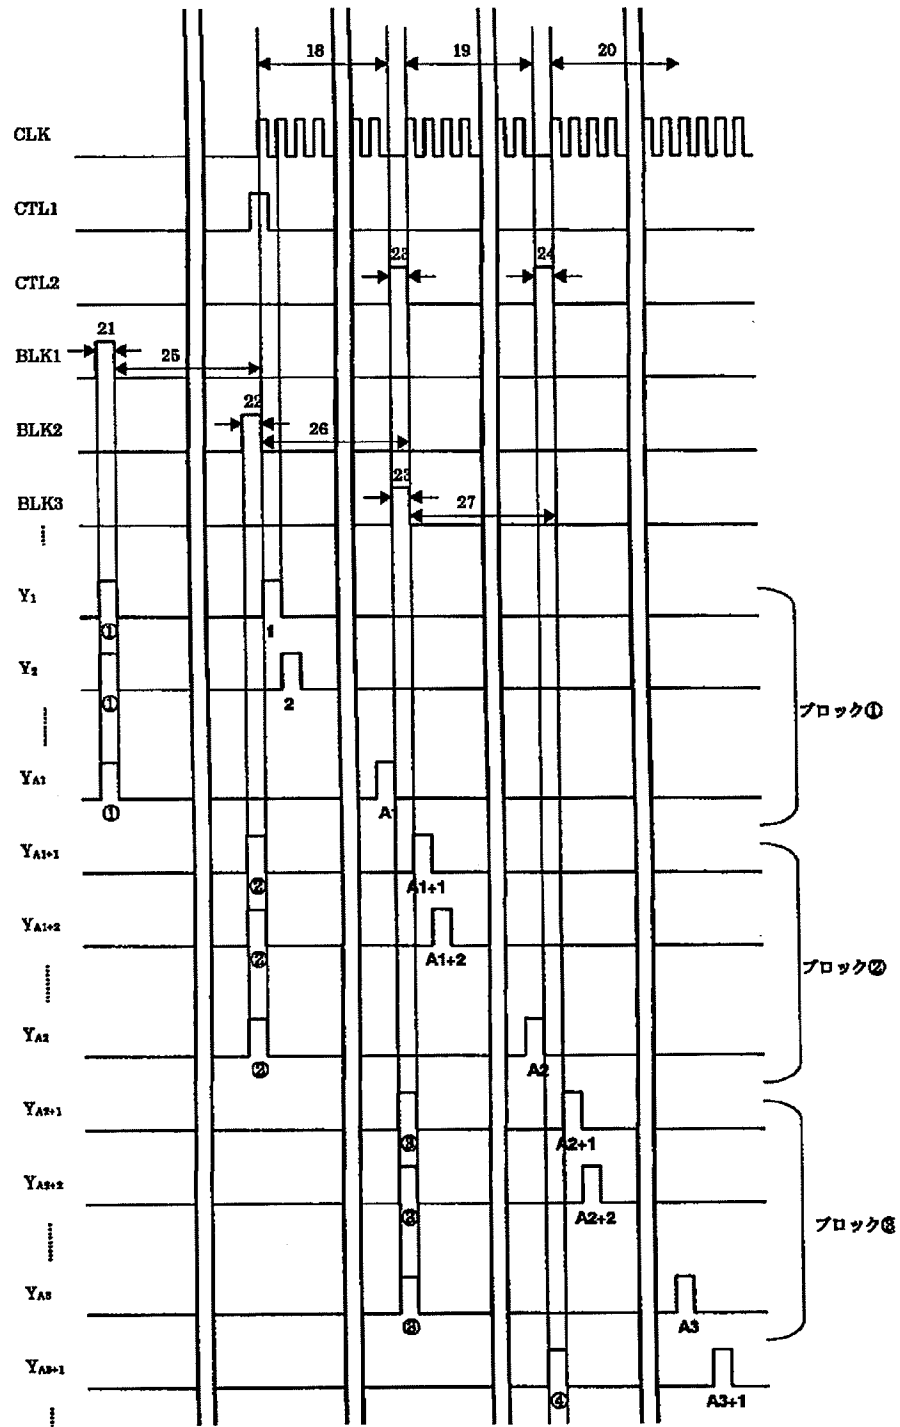 18 19 20
CLK
CTL1
23 24
CTL2
21
BLK1 25
22
BLK2 26
23
BLK3 27
Y1
① 1
Y2
① 2
ブロック①
YA1
① A1
YA1+1
② A1+1
YA1+2
② A1+2
ブロック②
YA2
② A2
YA2+1
③ A2+1
YA2+2
③ A2+2
ブロック③
YA3
③ A3
YA3+1
④ A3+1